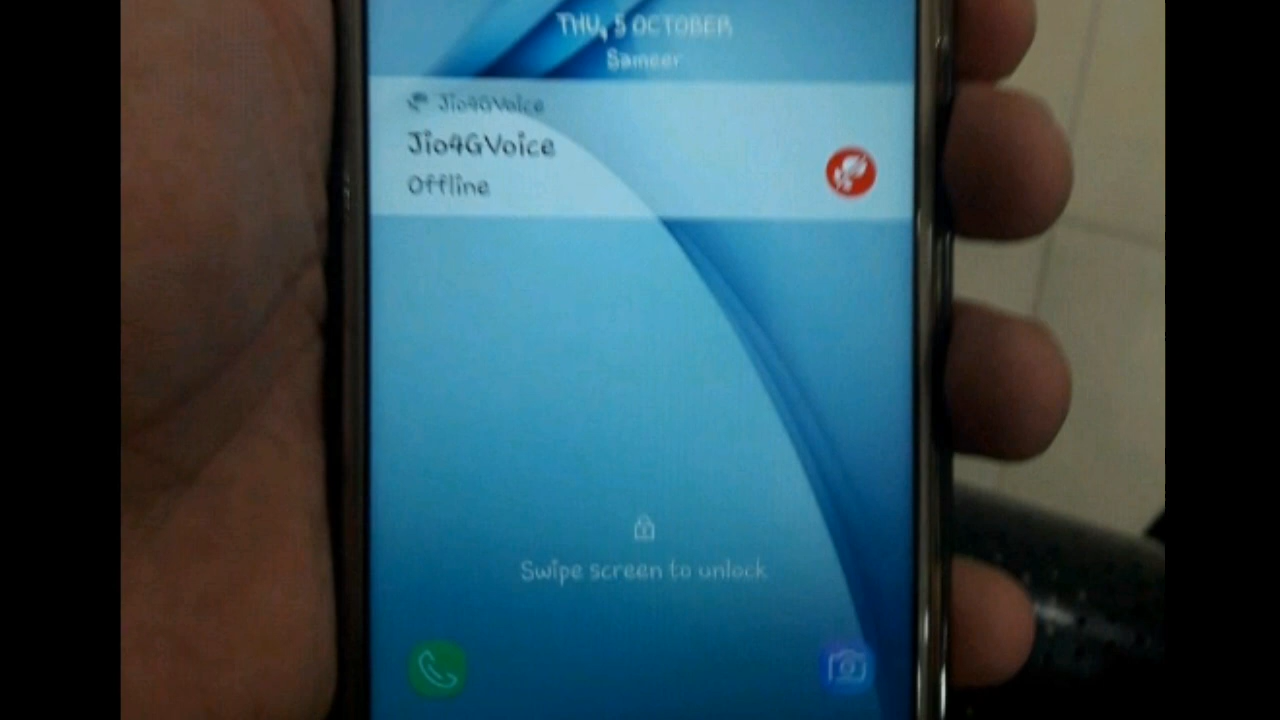 THU, 5 OCTOBER
Sameer
Jio4GVoice
Jio4GVoice
Offline
Swipe screen to unlock